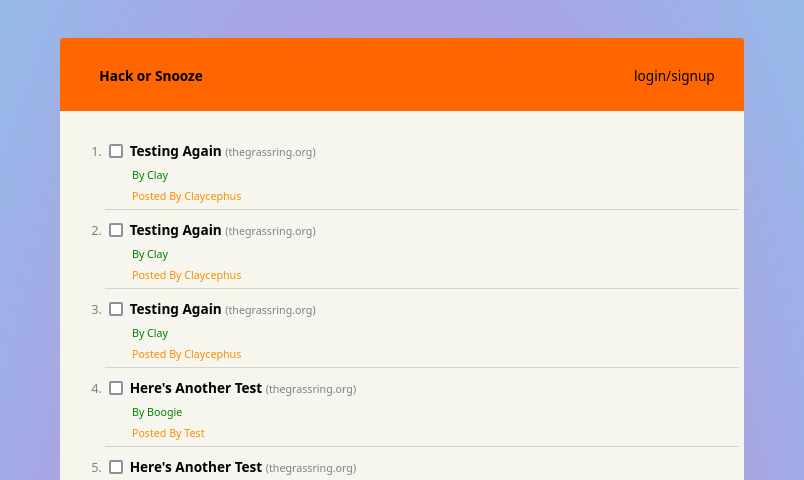 Hack or Snooze
login/signup
1. Testing Again (thegrassring.org)
By Clay
Posted By Claycephus
2. Testing Again (thegrassring.org)
By Clay
Posted By Claycephus
3. Testing Again (thegrassring.org)
By Clay
Posted By Claycephus
4. Here's Another Test (thegrassring.org)
By Boogie
Posted By Test
5. Here's Another Test (thegrassring.org)